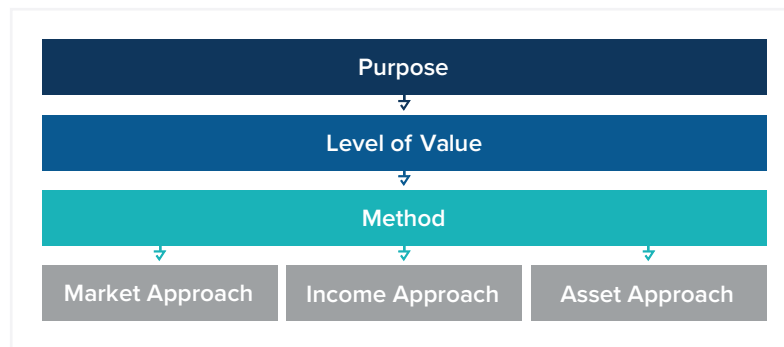 Purpose
Level of Value
Method
Market Approach
Income Approach
Asset Approach